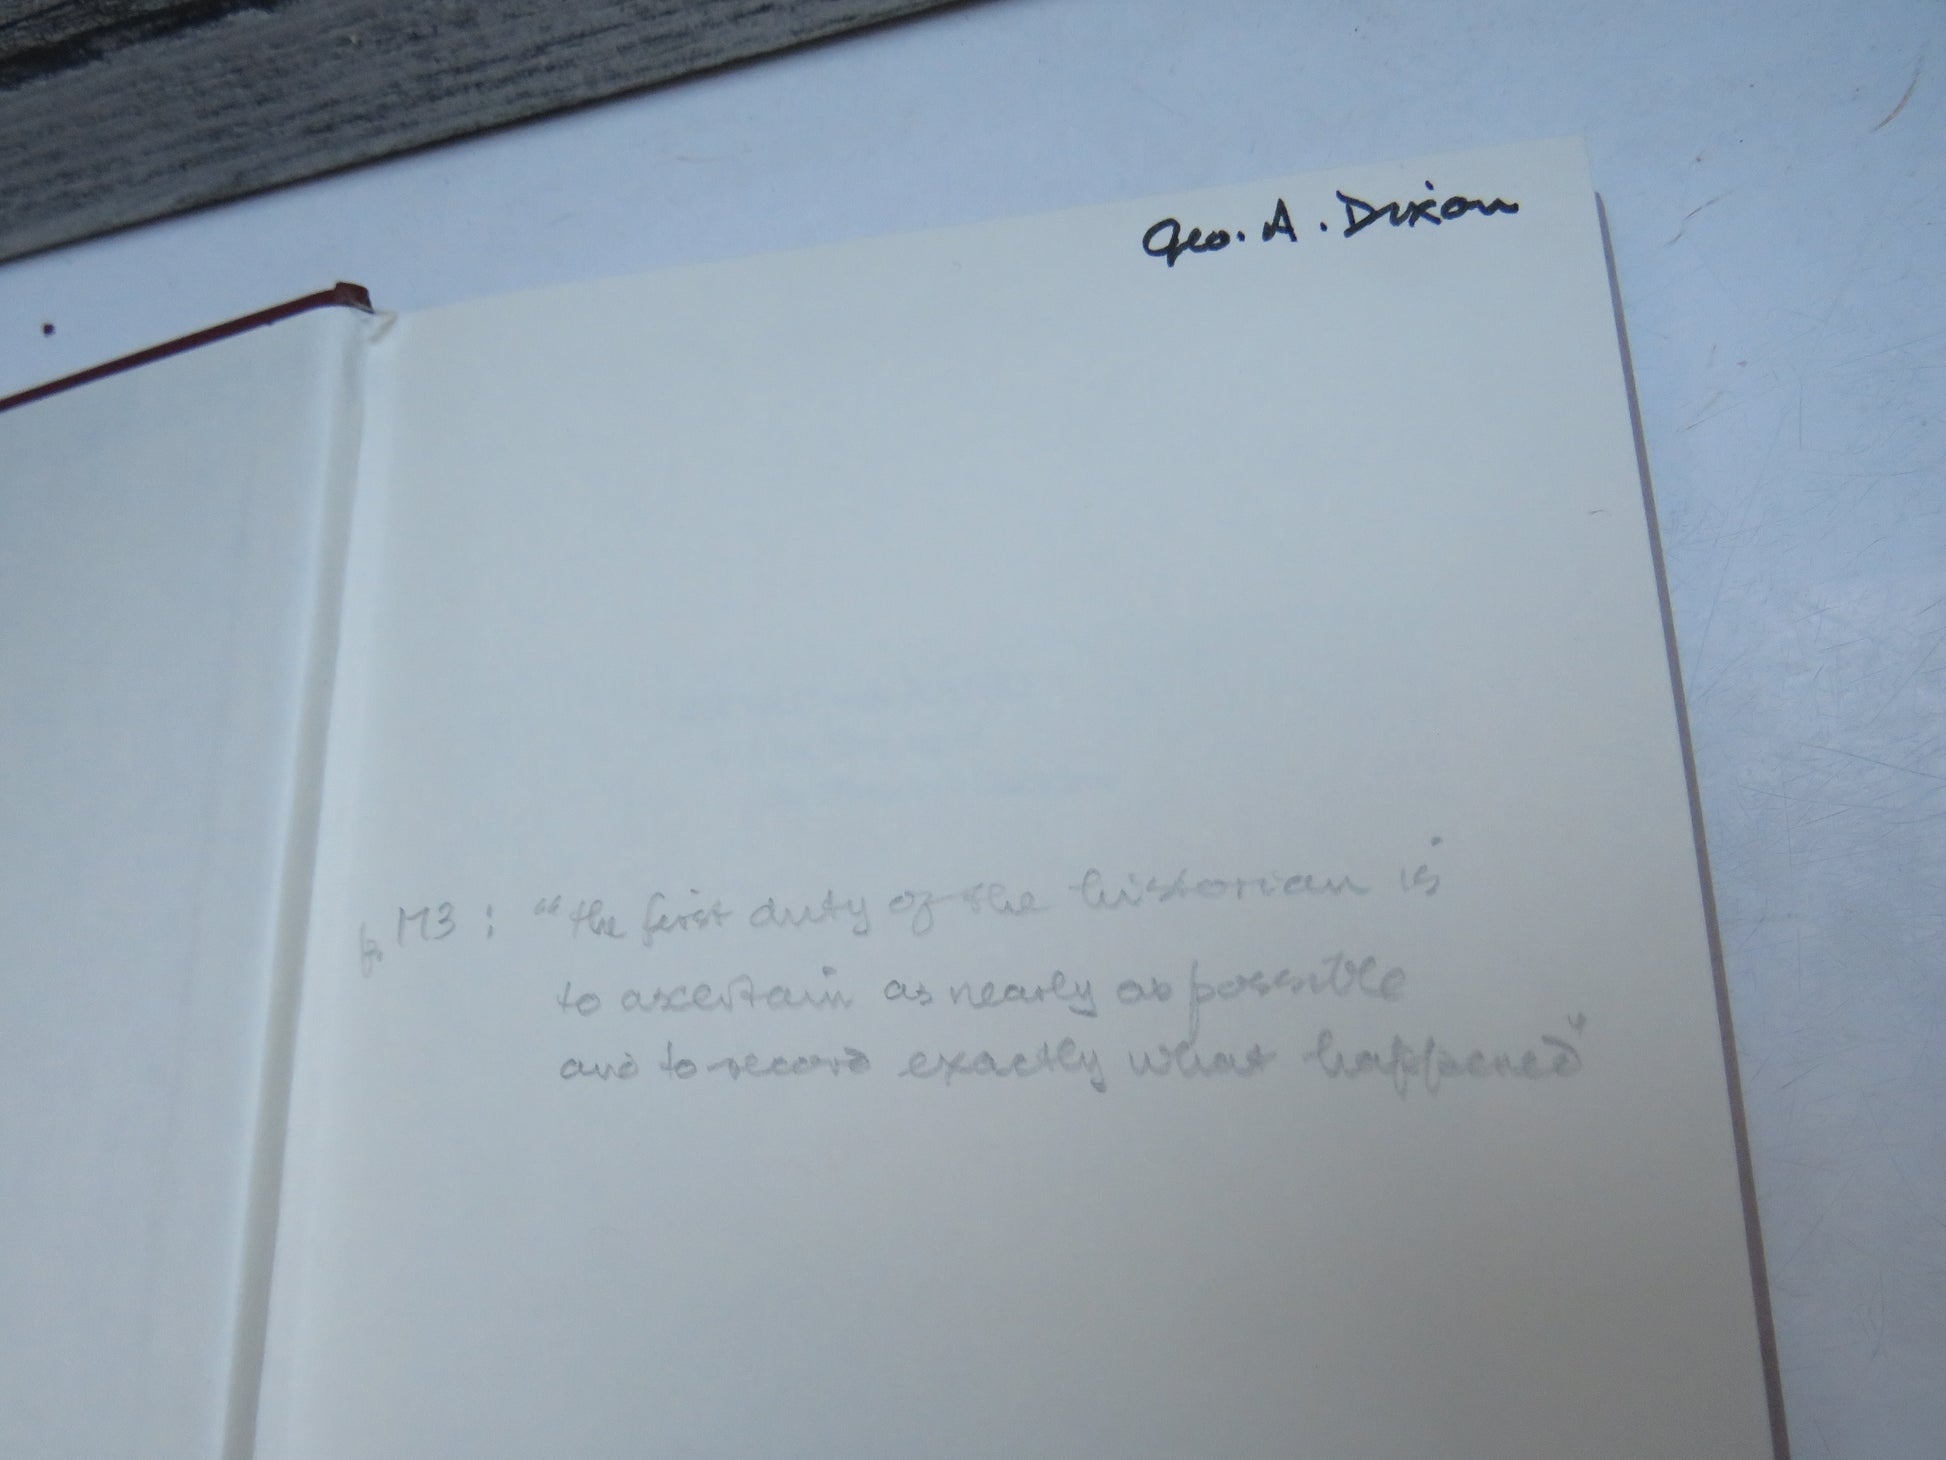 Geo. A. Dixon
p. 173 : "the first duty of the historian is
to ascertain as nearly as possible
and to record exactly what happened"